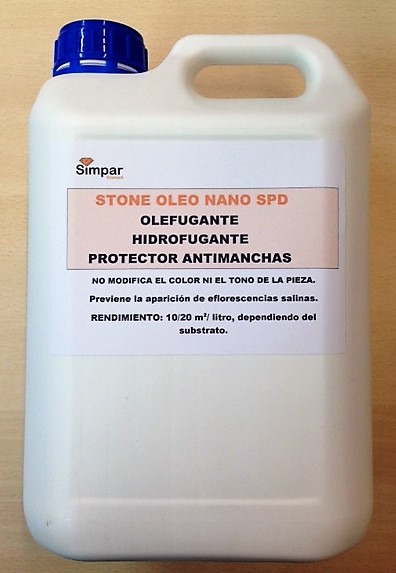 Simpar
STONE OLEO NANO SPD
OLEFUGANTE
HIDROFUGANTE
PROTECTOR ANTIMANCHAS
NO MODIFICA EL COLOR NI EL TONO DE LA PIEZA.
Previene la aparición de eflorescencias salinas.
RENDIMIENTO: 10/20 m²/ litro, dependiendo del
substrato.